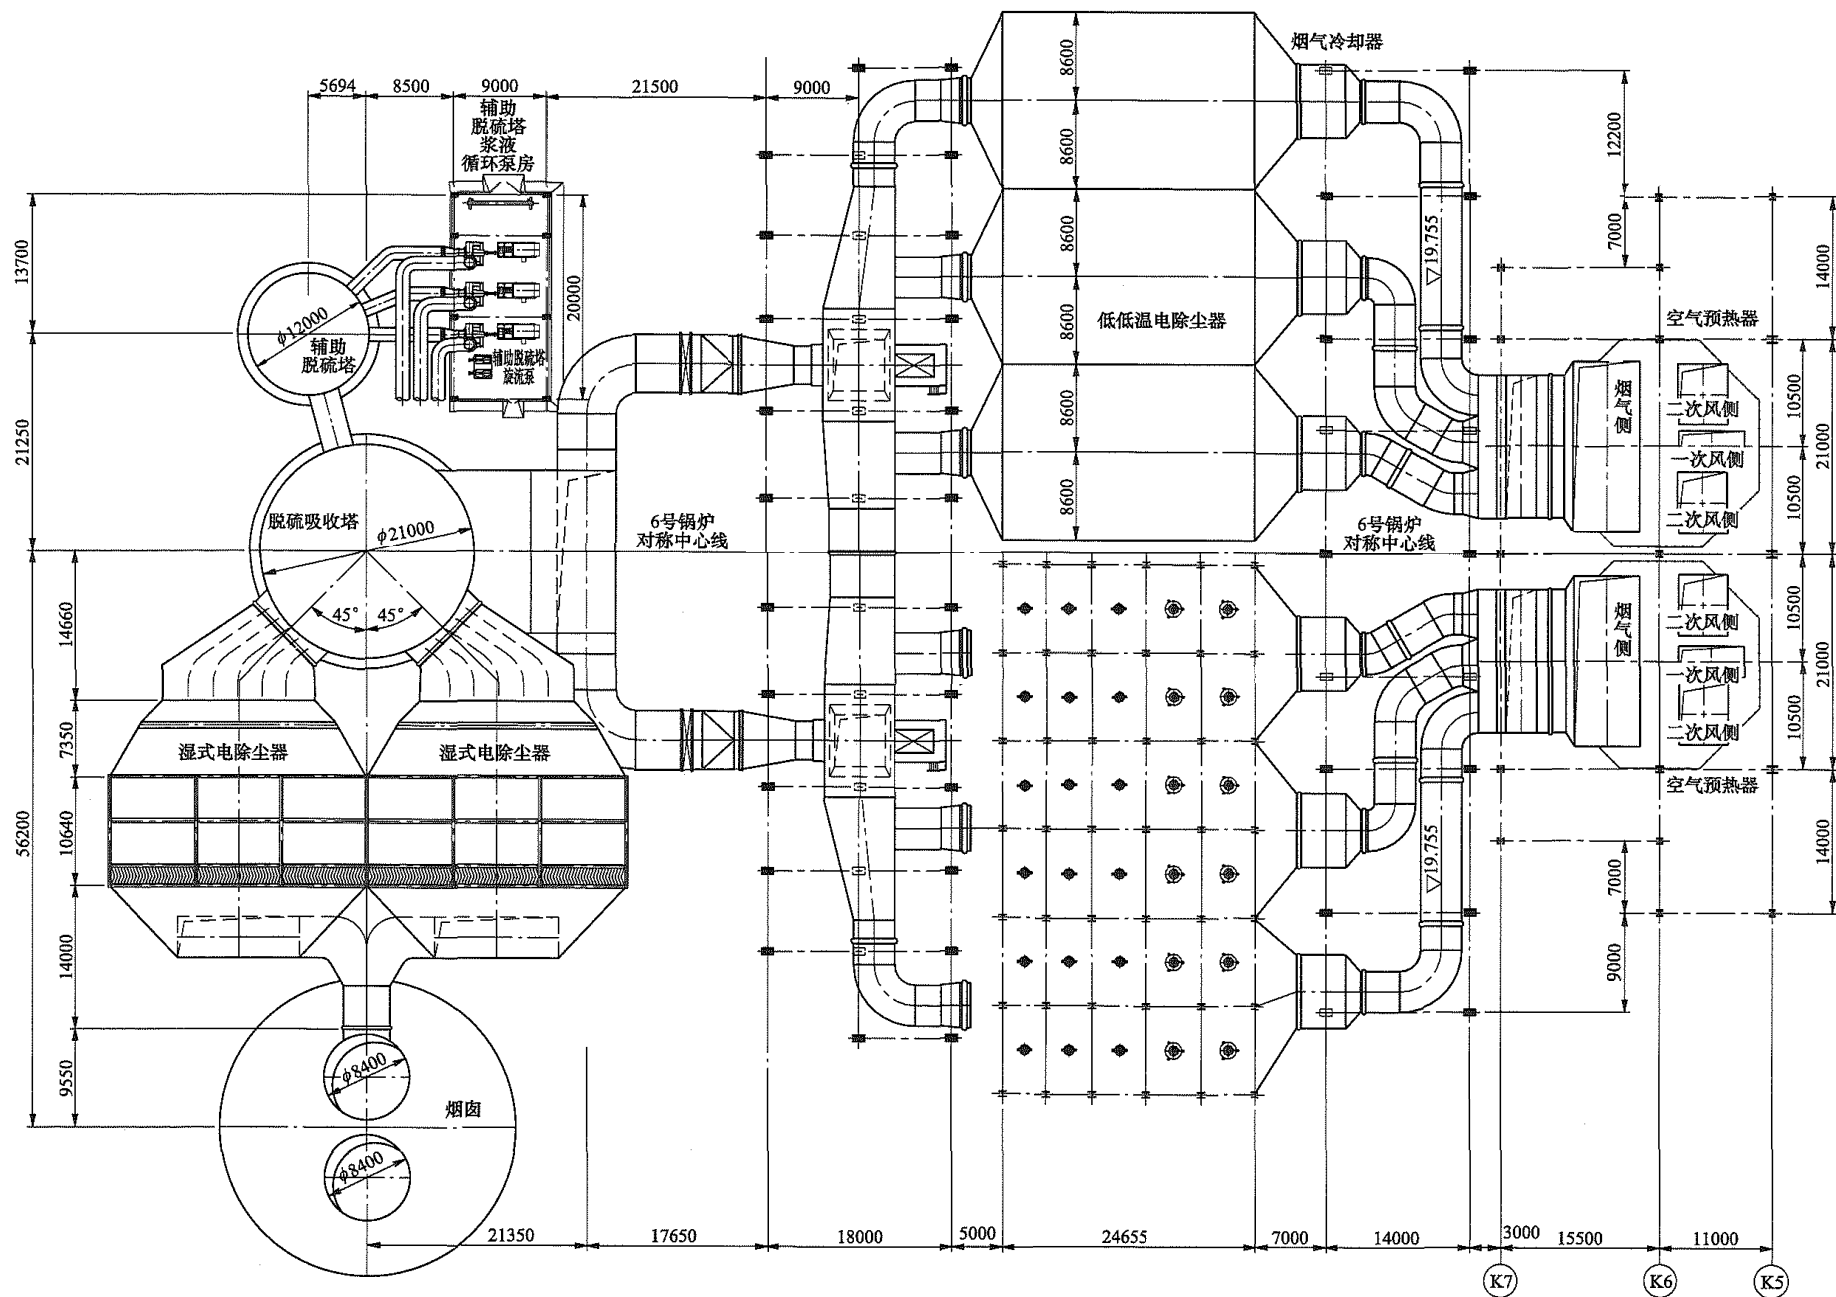 烟气冷却器
5694
8500
9000
21500
9000
8600
8600
12200
辅助
脱硫塔
浆液
循环泵房
7000
14000
13700
▽19.755
20000
8600
8600
低低温电除尘器
空气预热器
φ12000
辅助
脱硫塔
辅助脱硫塔
旋流泵
21250
8600
8600
烟气侧
二次风侧
一次风侧
二次风侧
10500
10500
21000
脱硫吸收塔
φ21000
6号锅炉
对称中心线
6号锅炉
对称中心线
45°
45°
14660
烟气侧
二次风侧
一次风侧
二次风侧
10500
10500
21000
7350
湿式电除尘器
湿式电除尘器
空气预热器
56200
10640
▽19.755
7000
14000
14000
9000
9550
φ8400
烟囱
φ8400
21350
17650
18000
5000
24655
7000
14000
3000
15500
11000
K7
K6
K5